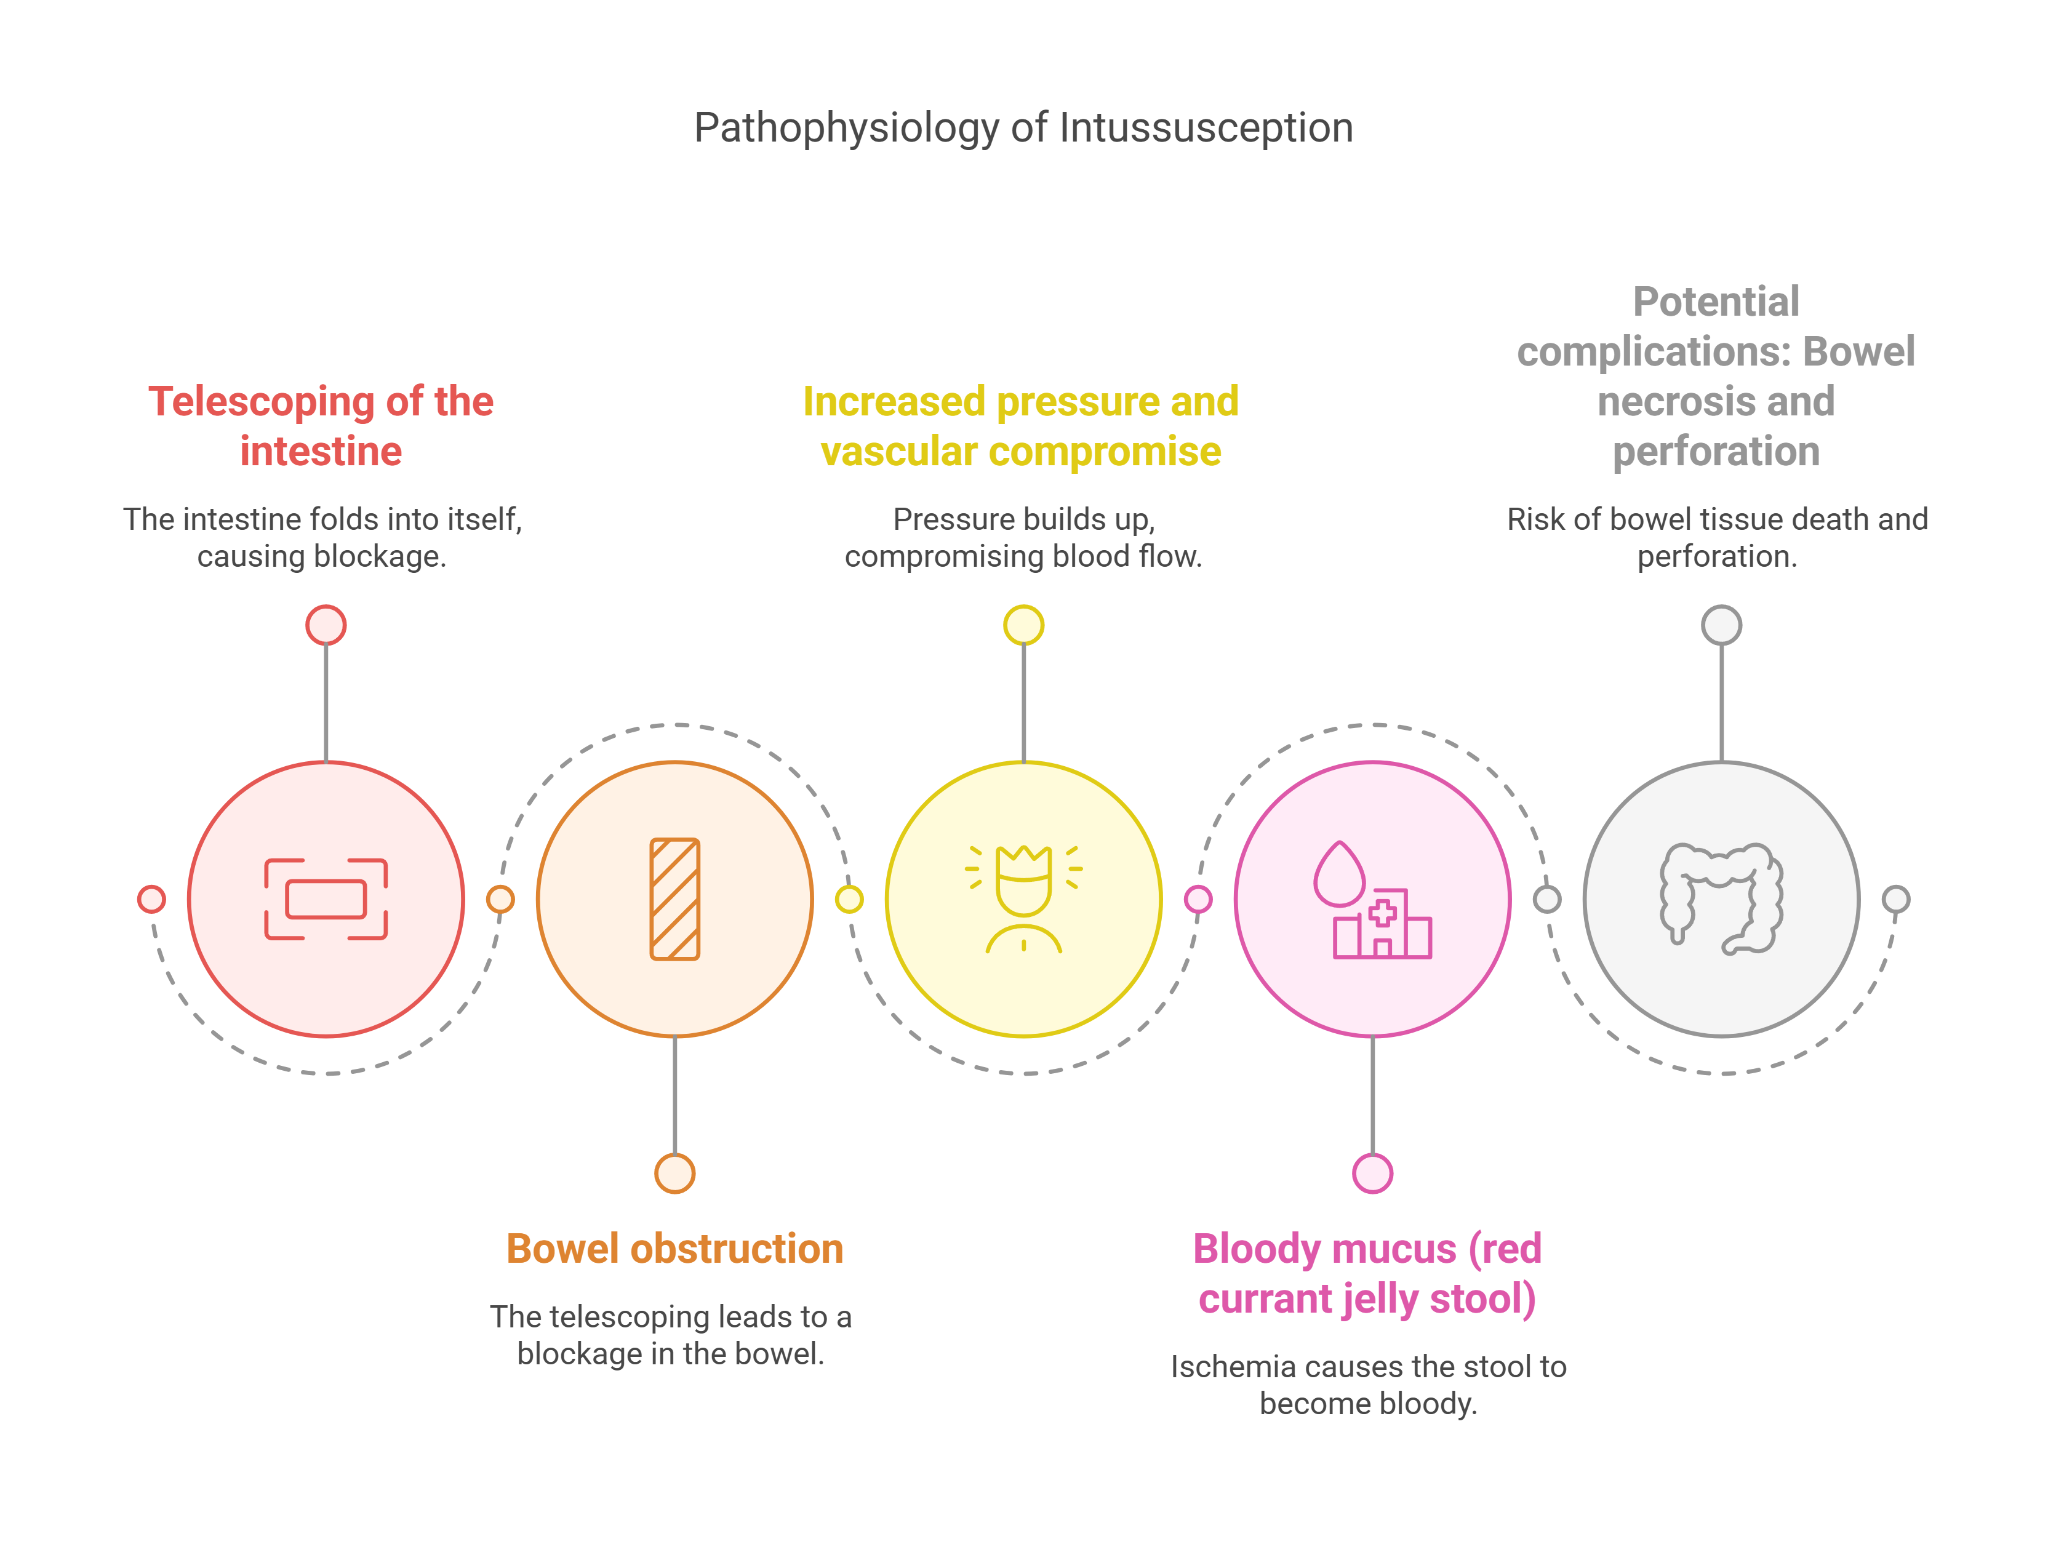 Pathophysiology of Intussusception
Telescoping of the
intestine
The intestine folds into itself,
causing blockage.
Bowel obstruction
The telescoping leads to a
blockage in the bowel.
Increased pressure and
vascular compromise
Pressure builds up,
compromising blood flow.
Bloody mucus (red
currant jelly stool)
Ischemia causes the stool to
become bloody.
Potential
complications: Bowel
necrosis and
perforation
Risk of bowel tissue death and
perforation.